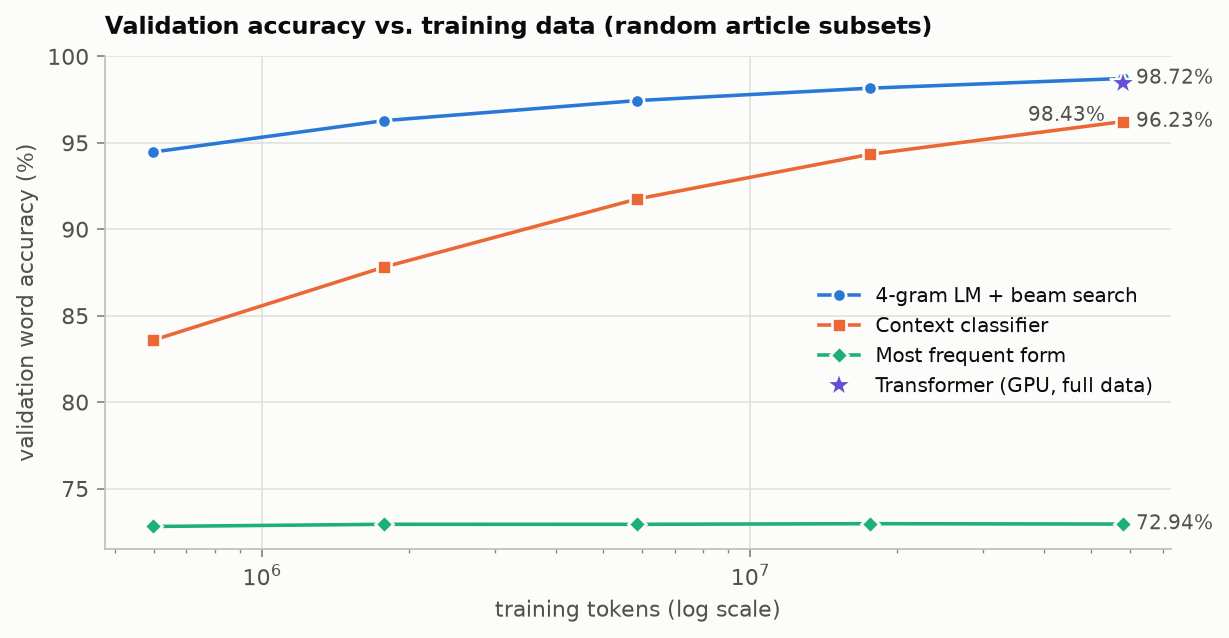 Validation accuracy vs. training data (random article subsets)
validation word accuracy (%)
100
95
90
85
80
75
98.72%
98.43%
96.23%
72.94%
4-gram LM + beam search
Context classifier
Most frequent form
Transformer (GPU, full data)
10⁶
10⁷
training tokens (log scale)